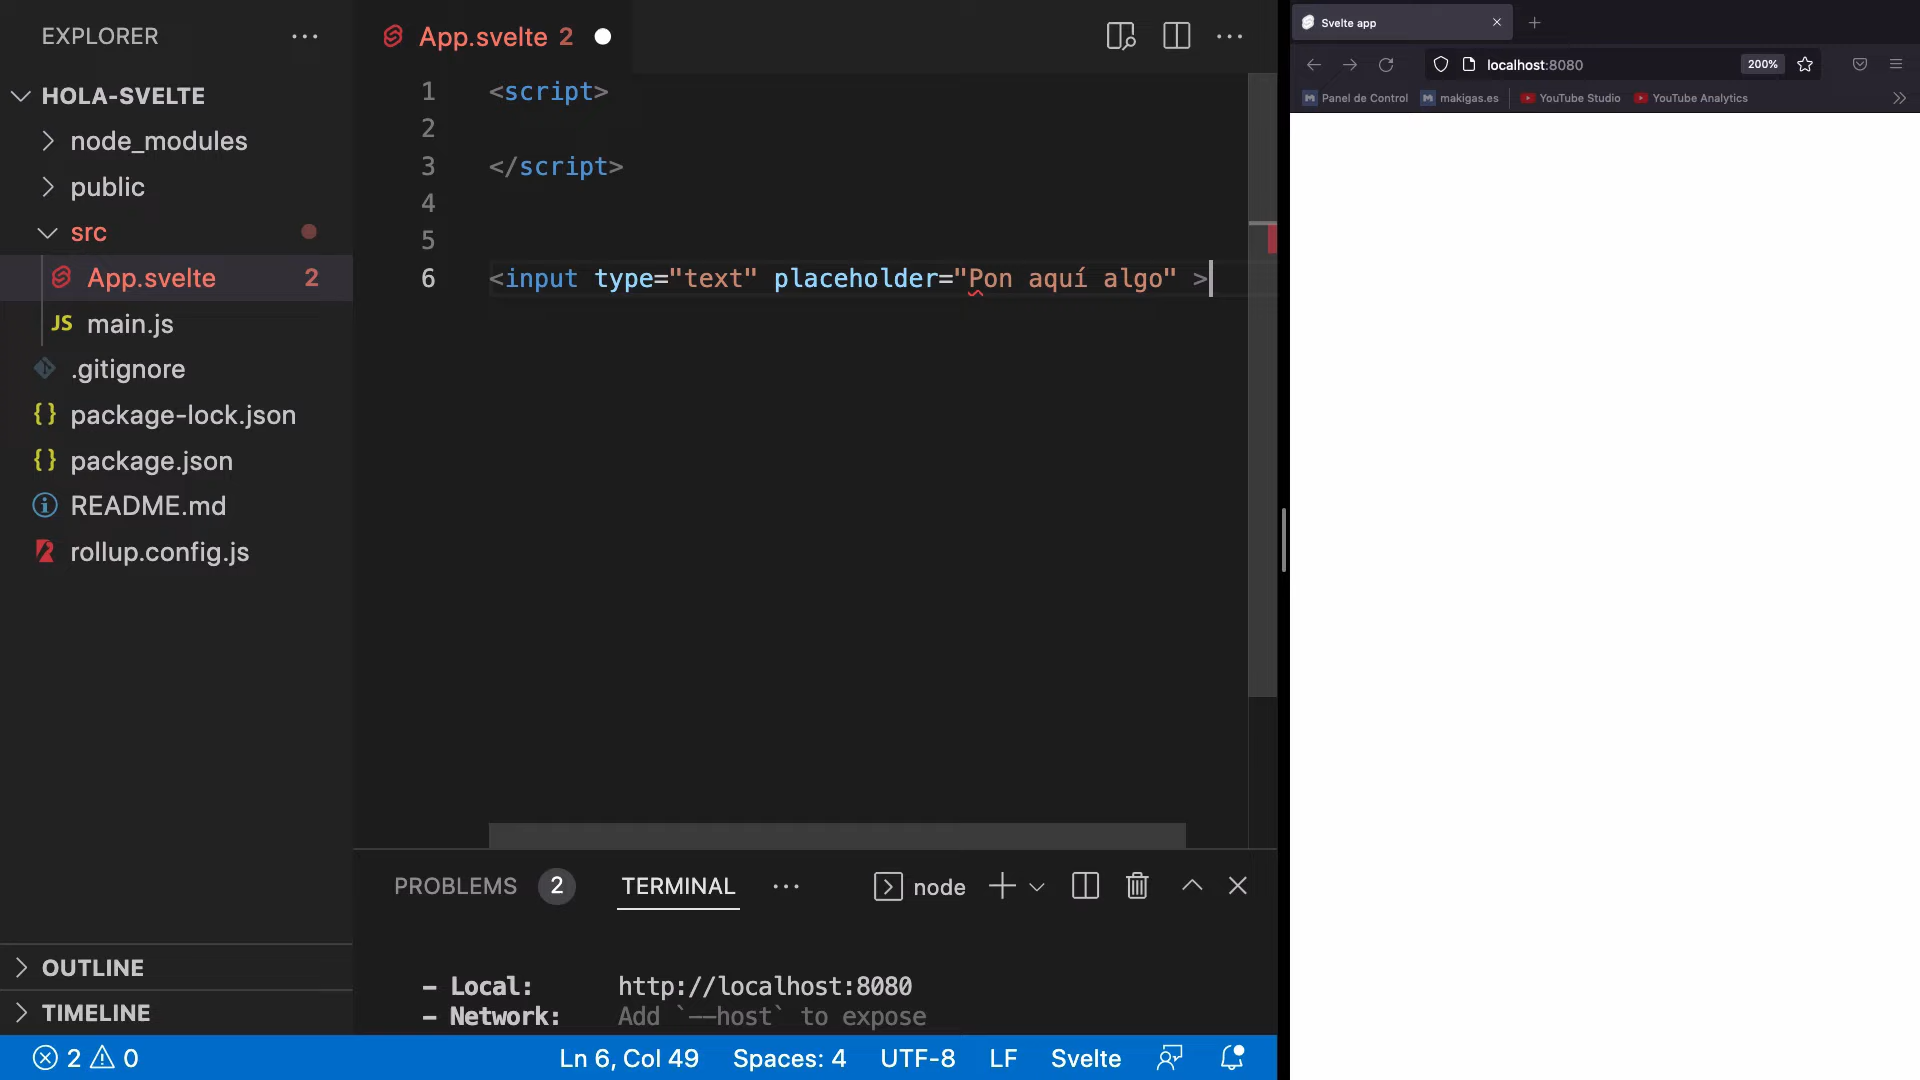 EXPLORER
HOLA-SVELTE
node_modules
public
src
App.svelte 2
JS main.js
.gitignore
{} package-lock.json
{} package.json
README.md
rollup.config.js
OUTLINE
TIMELINE
App.svelte 2
1 <script>
2
3 </script>
4
5
6 <input type="text" placeholder="Pon aquí algo" >
PROBLEMS 2 TERMINAL node
- Local: http://localhost:8080
- Network: Add `--host` to expose
2 0 Ln 6, Col 49 Spaces: 4 UTF-8 LF Svelte
Svelte app
localhost:8080 200%
Panel de Control makigas.es YouTube Studio YouTube Analytics